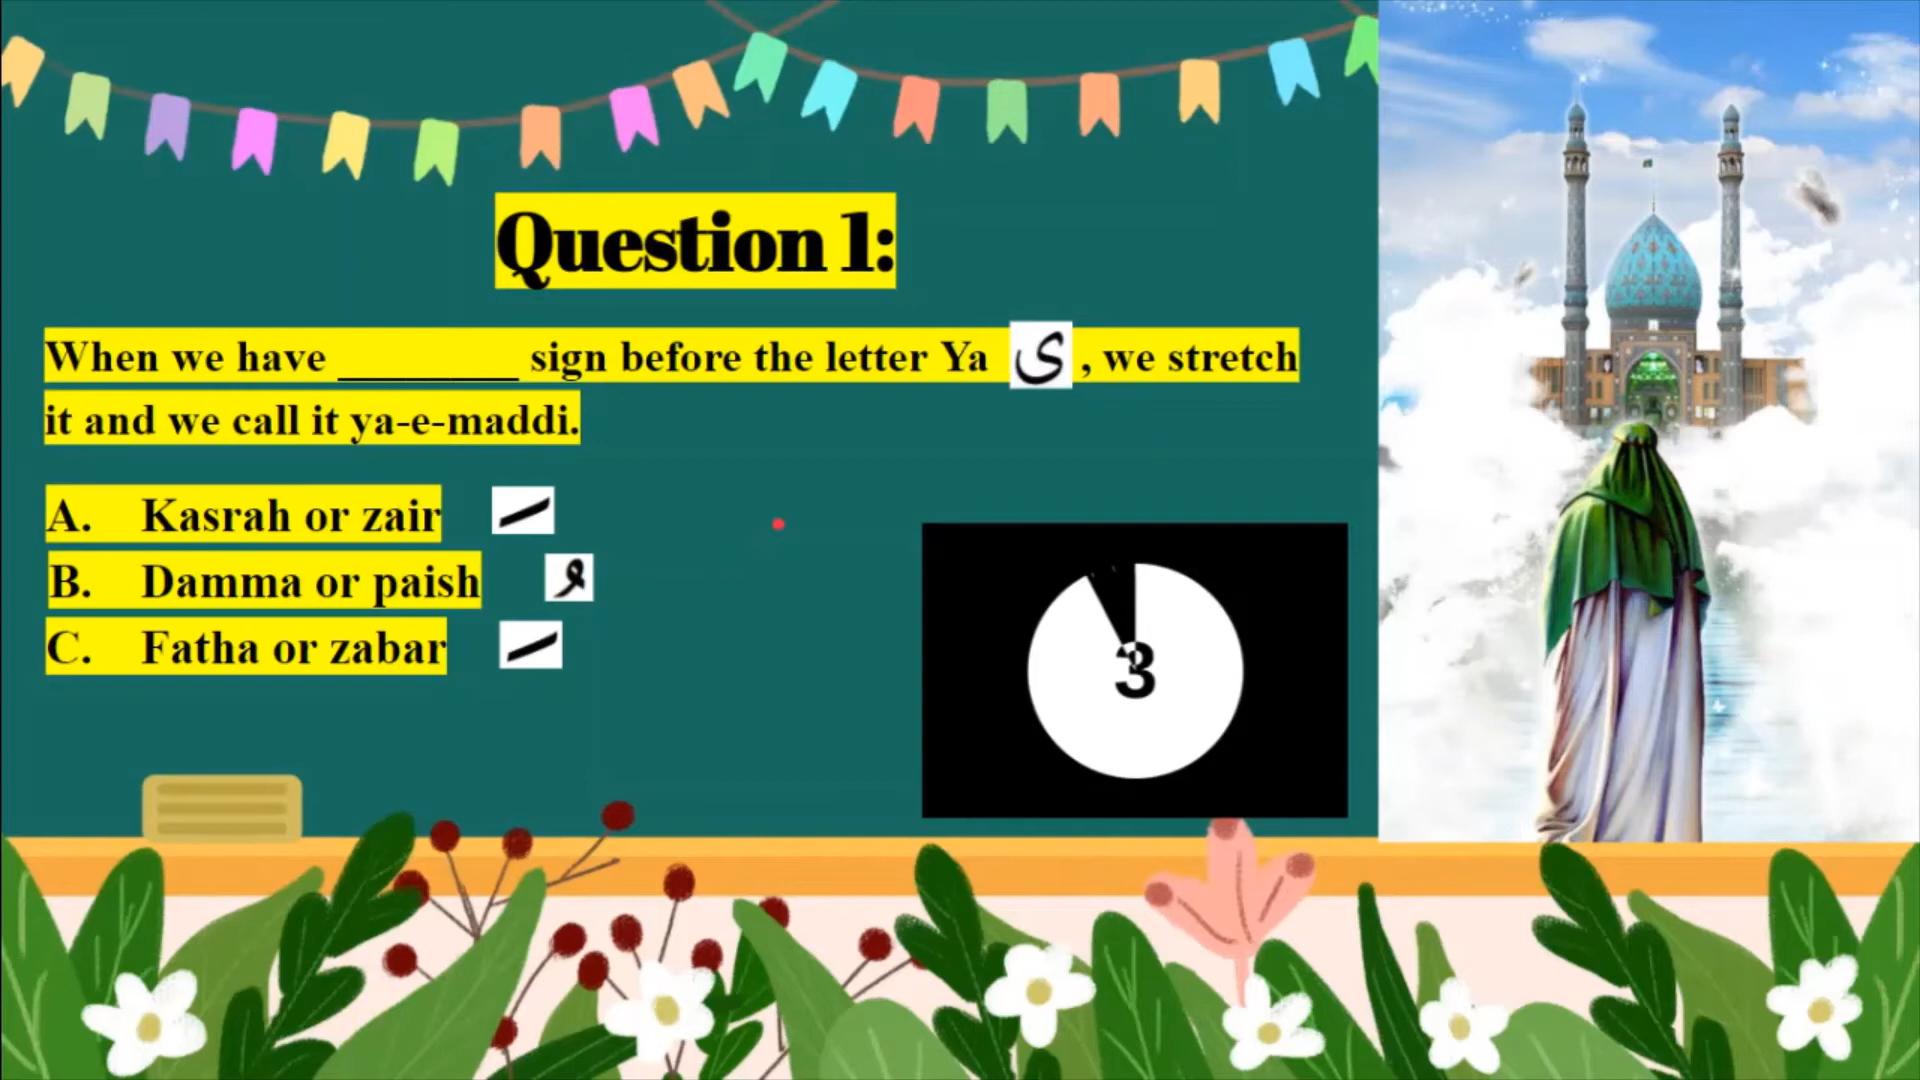 Question 1:
When we have ________ sign before the letter Ya ى , we stretch
it and we call it ya-e-maddi.
A. Kasrah or zair ـِ
B. Damma or paish ـُ
C. Fatha or zabar ـَ
3